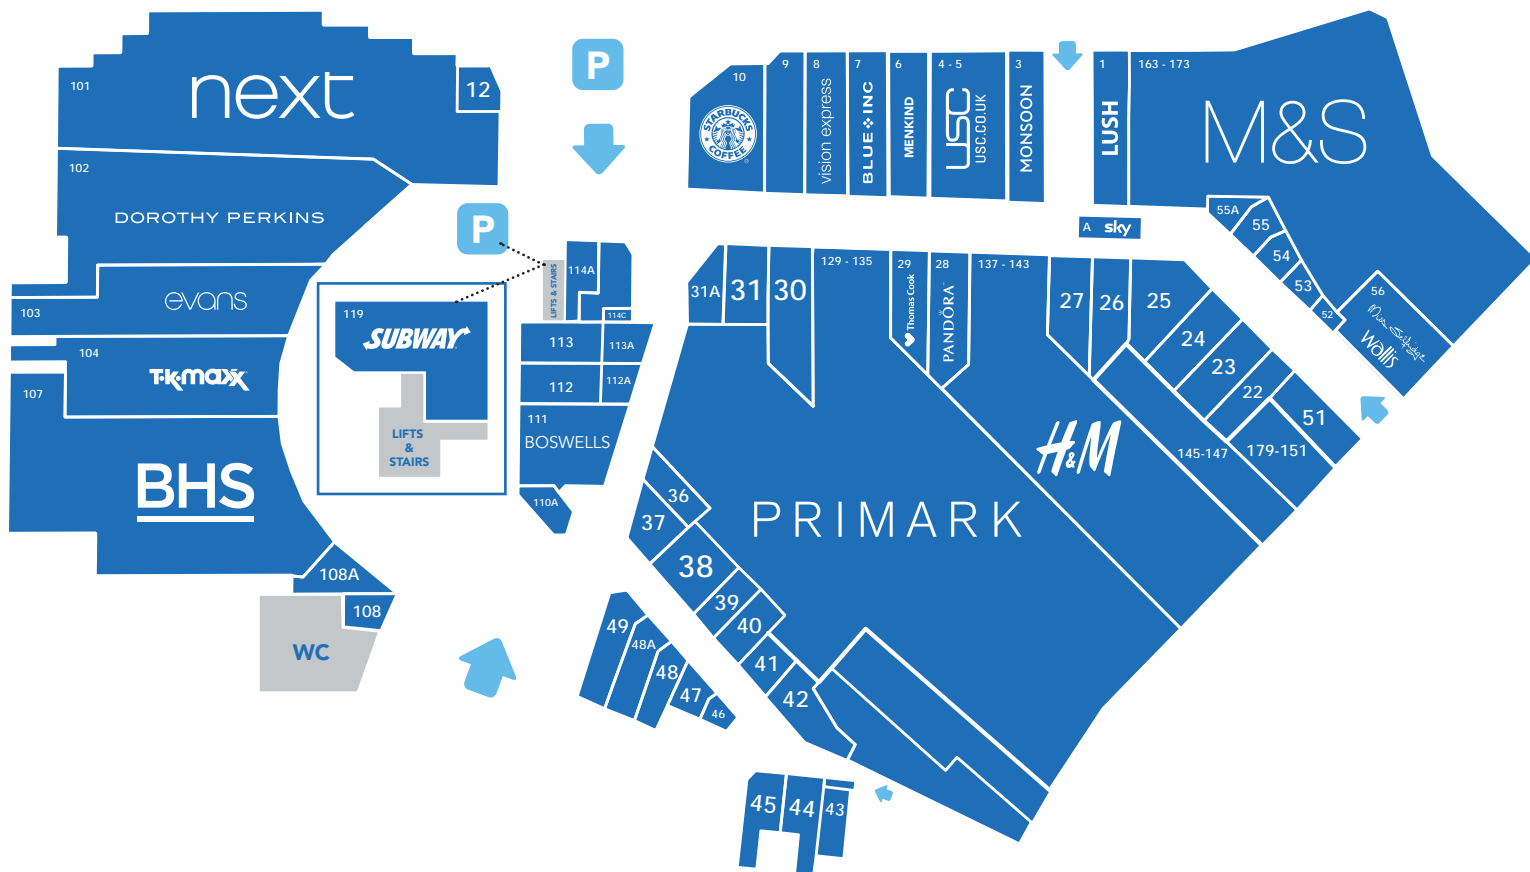 101
next
12
P
10
STARBUCKS
COFFEE
9
8
vision express
7
BLUE INC
6
MENKIND
4 - 5
USC
USC.CO.UK
3
MONSOON
1
LUSH
163 - 173
M&S
102
DOROTHY PERKINS
P
LIFTS & STAIRS
114A
114C
103
evans
104
T·K·maxx
107
BHS
119
SUBWAY
LIFTS
&
STAIRS
113
113A
112
112A
111
BOSWELLS
110A
108A
108
WC
31A
31
30
129 - 135
29
Thomas Cook
28
PANDÓRA
137 - 143
27
26
25
24
23
22
51
A sky
55A
55
54
53
52
56
Miss Selfridge
Wallis
145-147
179-151
H&M
PRIMARK
36
37
38
39
40
41
42
49
48A
48
47
46
45
44
43